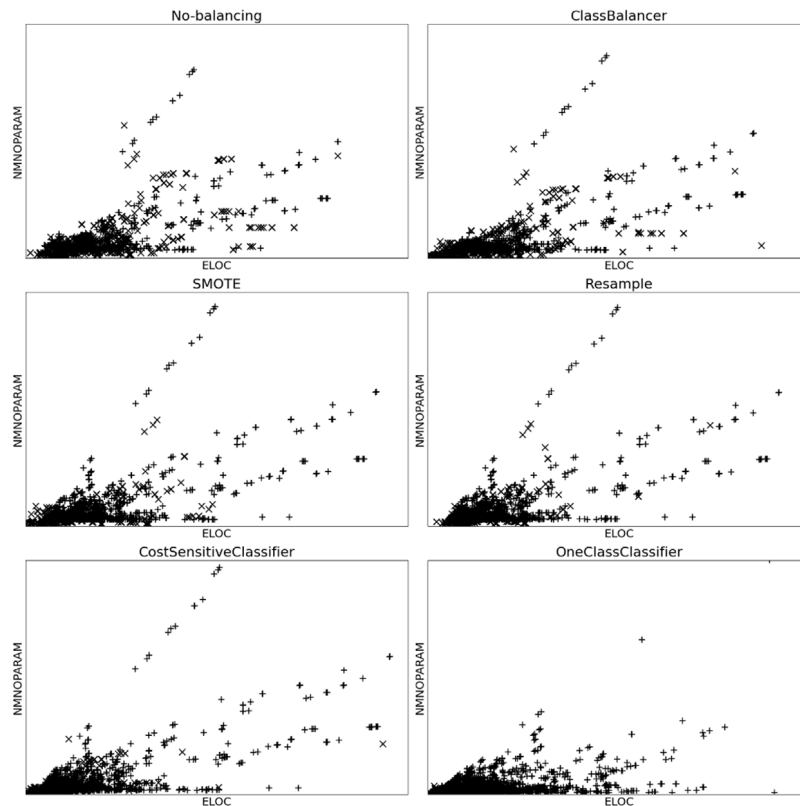 No-balancing
ClassBalancer
NMNOPARAM
NMNOPARAM
ELOC
ELOC
SMOTE
Resample
NMNOPARAM
NMNOPARAM
ELOC
ELOC
CostSensitiveClassifier
OneClassClassifier
NMNOPARAM
NMNOPARAM
ELOC
ELOC